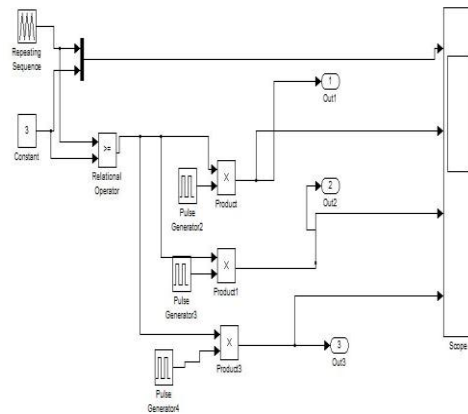 Repeating
Sequence
3
Constant
>=
Relational
Operator
1
Out1
X
Product
Pulse
Generator2
2
Out2
X
Product1
Pulse
Generator3
X
Product3
3
Out3
Pulse
Generator4
Scope